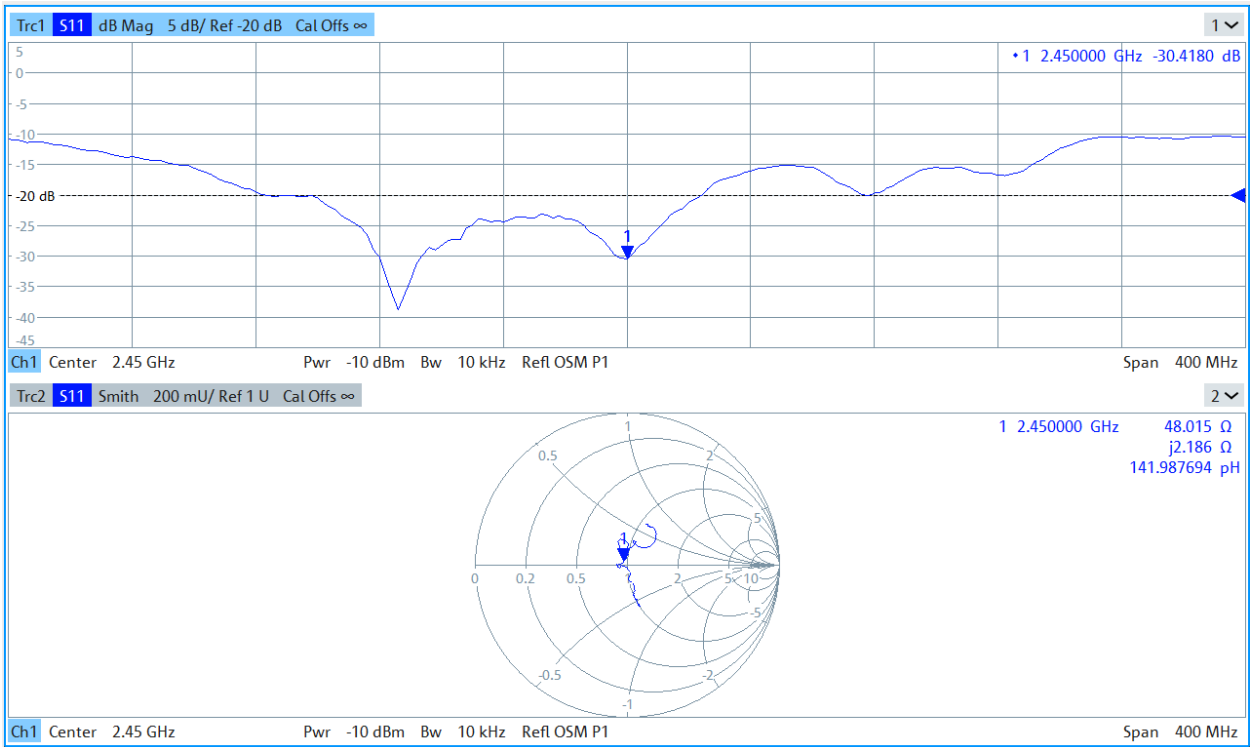 Trc1 S11 dB Mag 5 dB/ Ref -20 dB Cal Offs ∞ 1
•1 2.450000 GHz -30.4180 dB
5
0
-5
-10
-15
-20 dB
-25
-30
-35
-40
-45
1
Ch1 Center 2.45 GHz Pwr -10 dBm Bw 10 kHz Refl OSM P1 Span 400 MHz
Trc2 S11 Smith 200 mU/ Ref 1 U Cal Offs ∞ 2
1 2.450000 GHz 48.015 Ω
j2.186 Ω
141.987694 pH
1
0.5 2
5
1
0 0.2 0.5 1 2 5 10
-5
-0.5 -2
-1
Ch1 Center 2.45 GHz Pwr -10 dBm Bw 10 kHz Refl OSM P1 Span 400 MHz